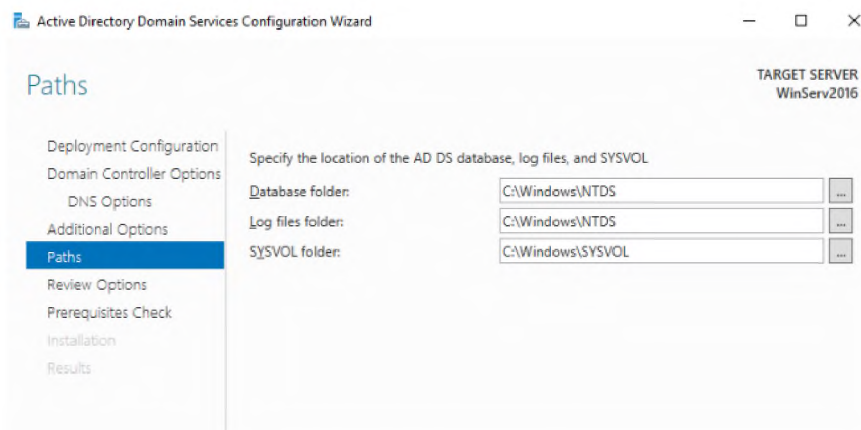 Active Directory Domain Services Configuration Wizard
Paths
TARGET SERVER
WinServ2016
Deployment Configuration
Domain Controller Options
DNS Options
Additional Options
Paths
Review Options
Prerequisites Check
Installation
Results
Specify the location of the AD DS database, log files, and SYSVOL
Database folder: C:\Windows\NTDS ...
Log files folder: C:\Windows\NTDS ...
SYSVOL folder: C:\Windows\SYSVOL ...